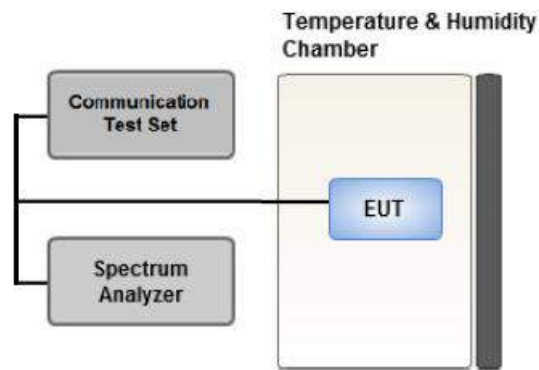 Temperature & Humidity
Chamber
Communication
Test Set
EUT
Spectrum
Analyzer